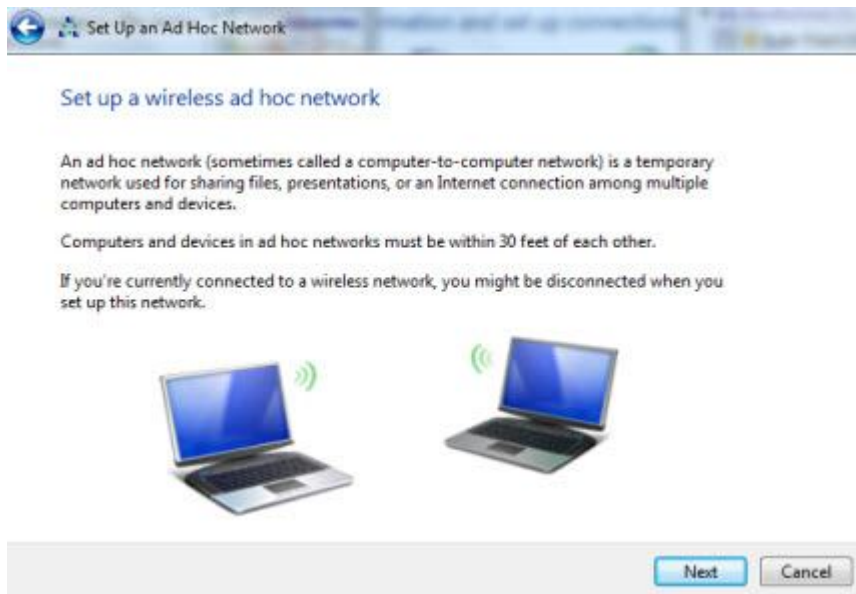 Set Up an Ad Hoc Network
Set up a wireless ad hoc network
An ad hoc network (sometimes called a computer-to-computer network) is a temporary
network used for sharing files, presentations, or an Internet connection among multiple
computers and devices.
Computers and devices in ad hoc networks must be within 30 feet of each other.
If you're currently connected to a wireless network, you might be disconnected when you
set up this network.
Next Cancel